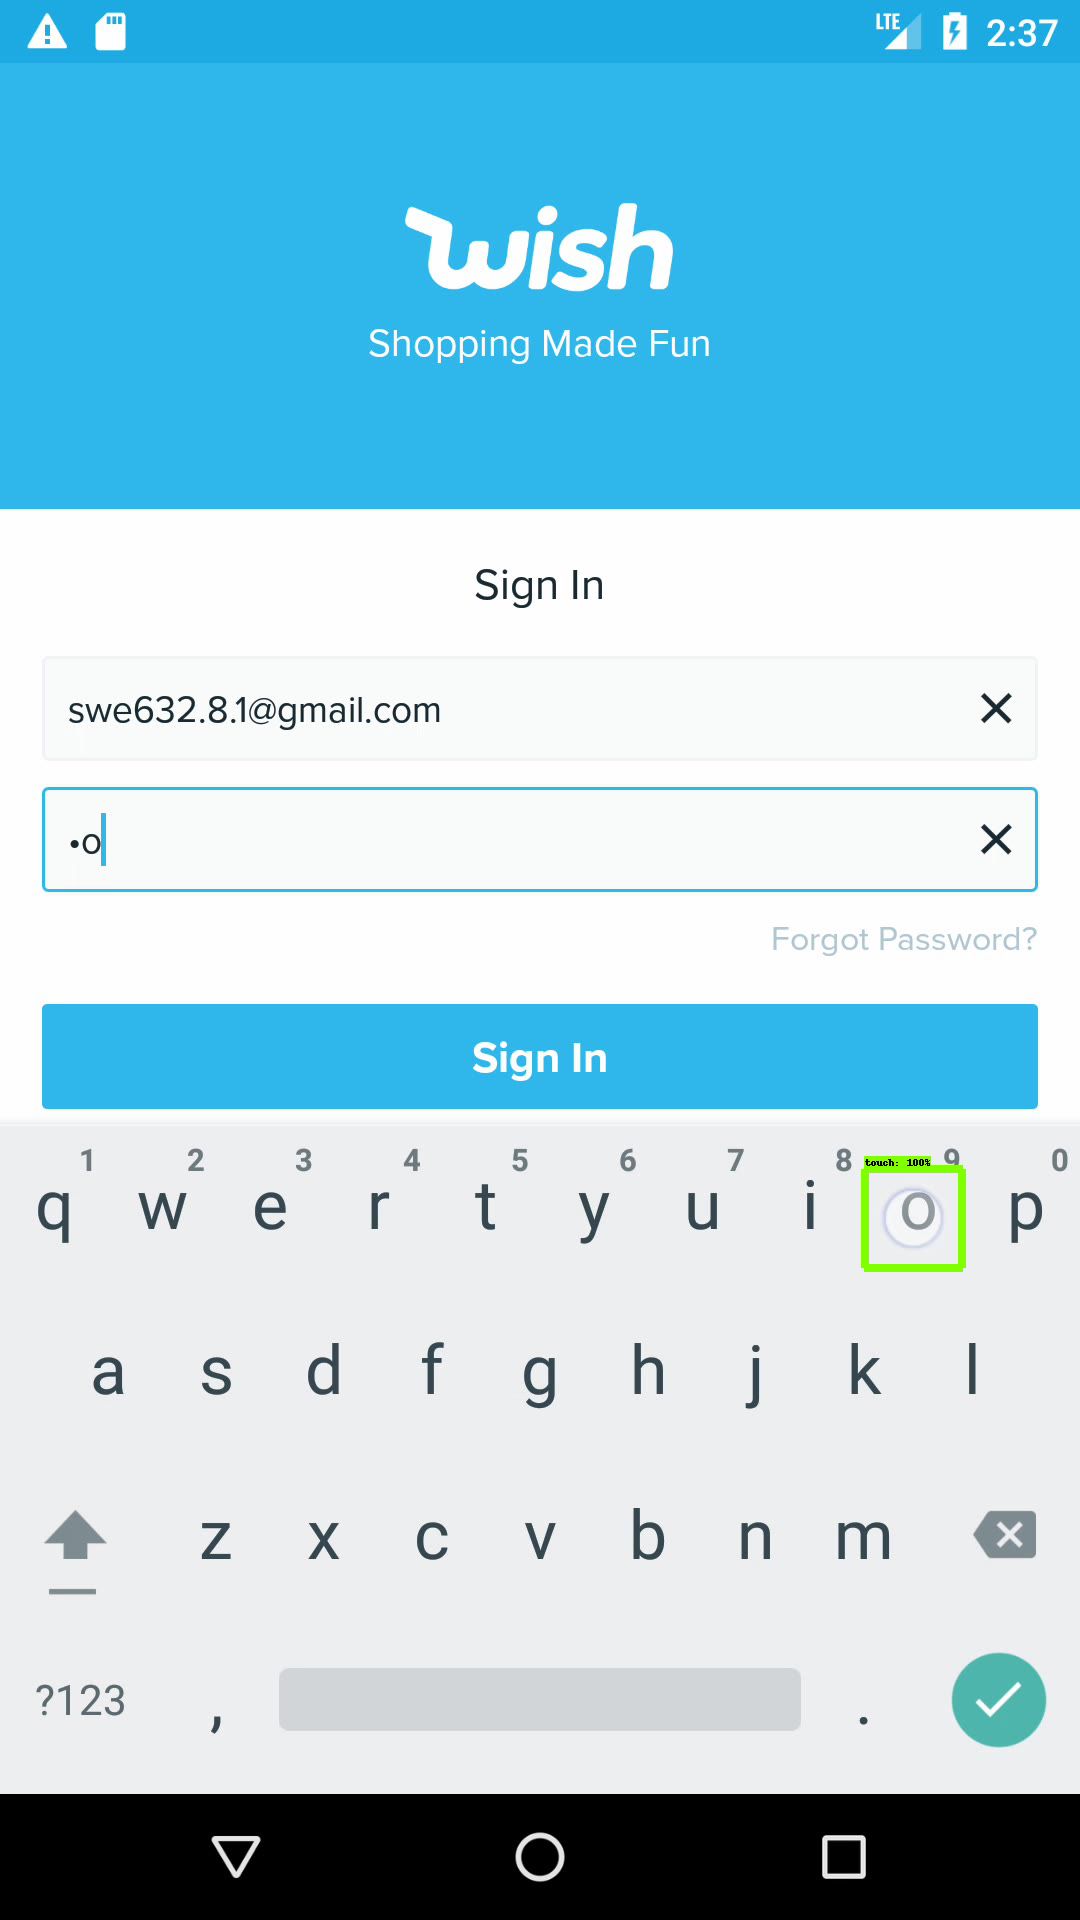 LTE 2:37
wish
Shopping Made Fun
Sign In
swe632.8.1@gmail.com
•o
Forgot Password?
Sign In
1 2 3 4 5 6 7 8 touch: 100% 9 0
q w e r t y u i o p
a s d f g h j k l
z x c v b n m
?123 , .